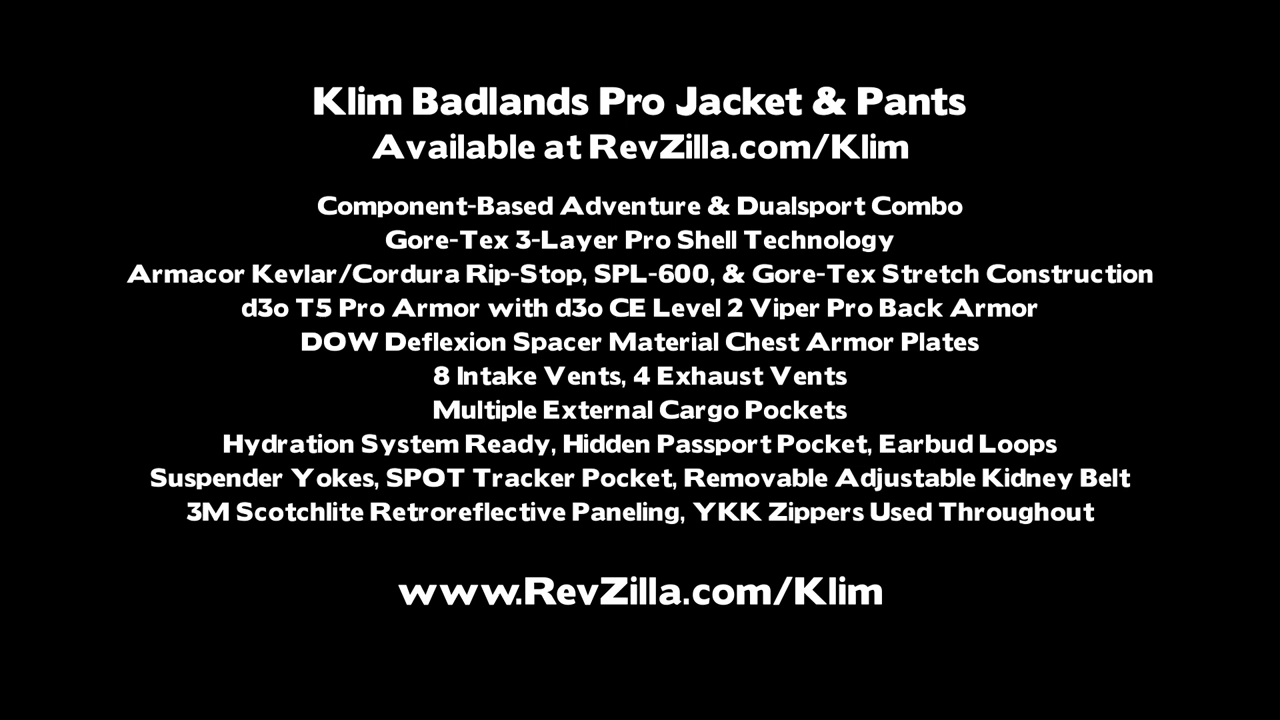 Klim Badlands Pro Jacket & Pants
Available at RevZilla.com/Klim
Component-Based Adventure & Dualsport Combo
Gore-Tex 3-Layer Pro Shell Technology
Armacor Kevlar/Cordura Rip-Stop, SPL-600, & Gore-Tex Stretch Construction
d3o T5 Pro Armor with d3o CE Level 2 Viper Pro Back Armor
DOW Deflexion Spacer Material Chest Armor Plates
8 Intake Vents, 4 Exhaust Vents
Multiple External Cargo Pockets
Hydration System Ready, Hidden Passport Pocket, Earbud Loops
Suspender Yokes, SPOT Tracker Pocket, Removable Adjustable Kidney Belt
3M Scotchlite Retroreflective Paneling, YKK Zippers Used Throughout
www.RevZilla.com/Klim